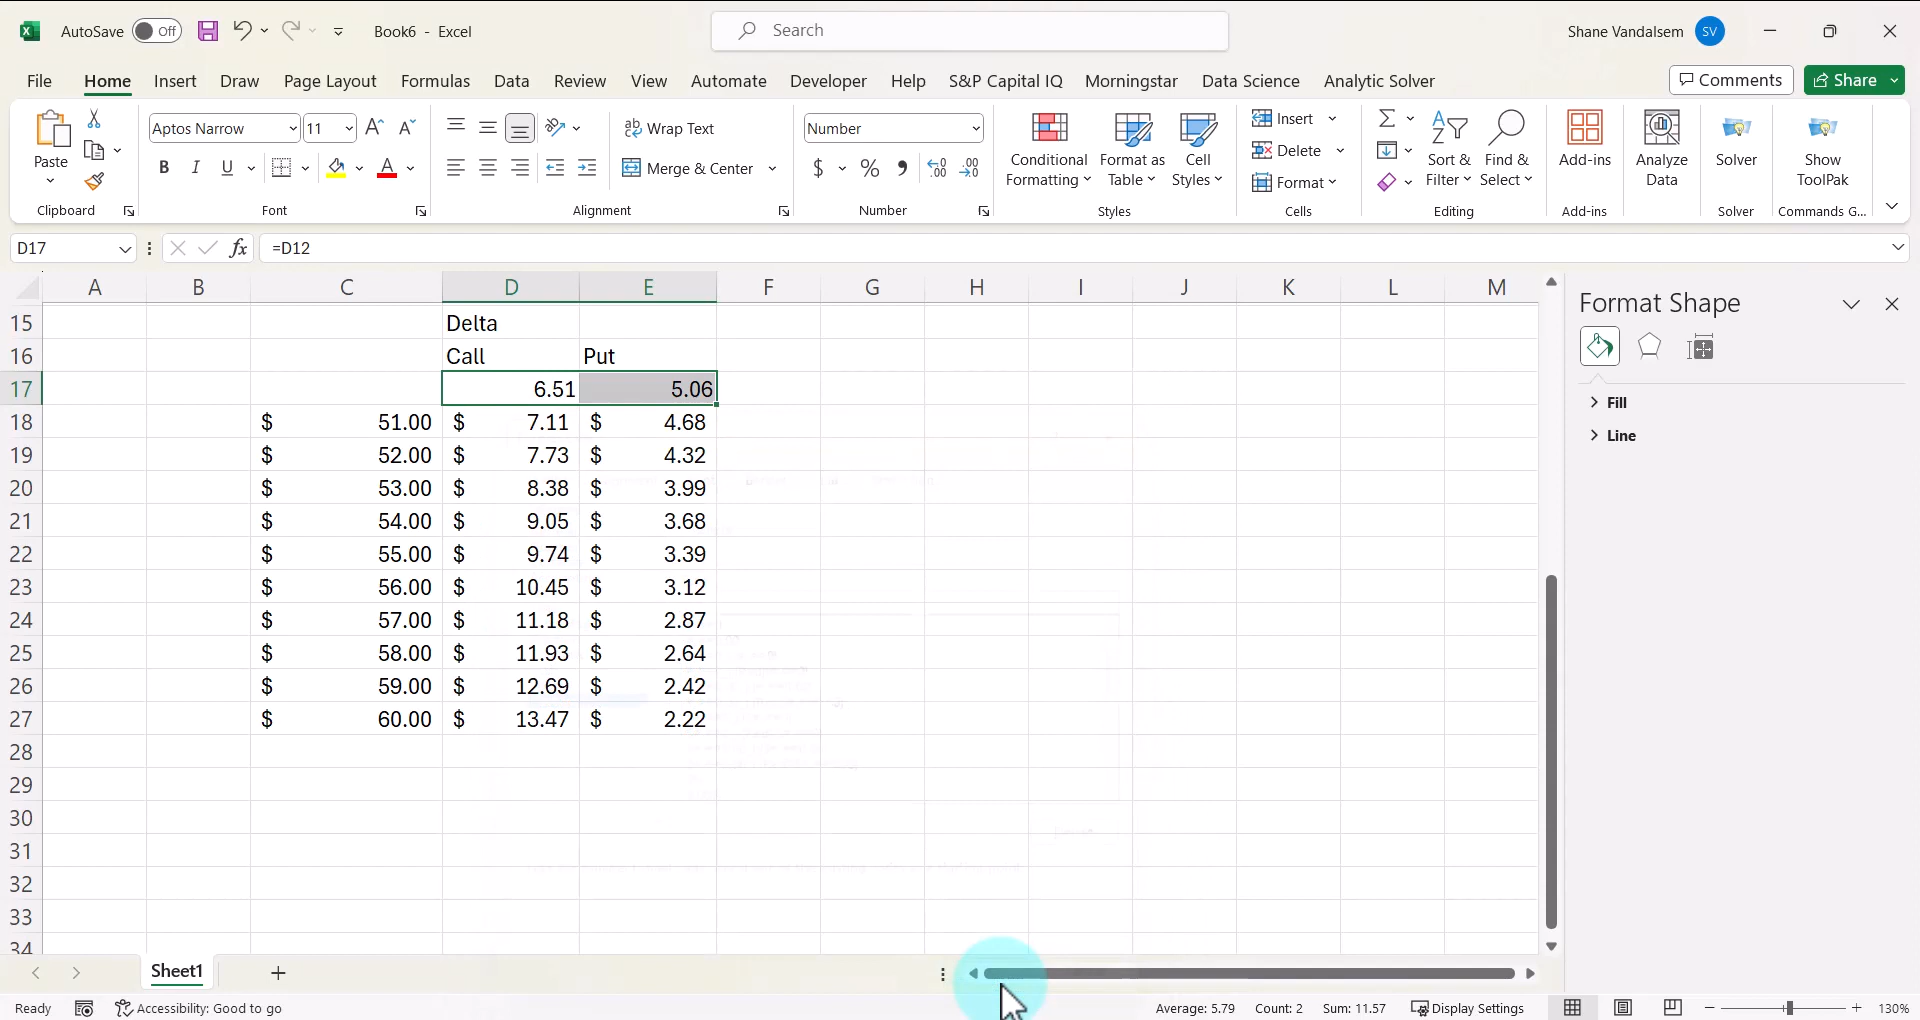 AutoSave Off Book6 - Excel Search Shane Vandalsem SV
File Home Insert Draw Page Layout Formulas Data Review View Automate Developer Help S&P Capital IQ Morningstar Data Science Analytic Solver Comments Share
Paste
Clipboard
Aptos Narrow 11 A A
B I U A
Font
ab Wrap Text
Merge & Center
Alignment
Number
$ % 9 .00
Number
Conditional Formatting
Format as Table
Cell Styles
Styles
Insert
Delete
Format
Cells
Sort & Filter
Find & Select
Editing
Add-ins
Add-ins
Analyze Data
Solver
Solver
Show ToolPak
Commands G...
D17 fx =D12
A B C D E F G H I J K L M
15 Delta
16 Call Put
17 6.51 5.06
18 $ 51.00 $ 7.11 $ 4.68
19 $ 52.00 $ 7.73 $ 4.32
20 $ 53.00 $ 8.38 $ 3.99
21 $ 54.00 $ 9.05 $ 3.68
22 $ 55.00 $ 9.74 $ 3.39
23 $ 56.00 $ 10.45 $ 3.12
24 $ 57.00 $ 11.18 $ 2.87
25 $ 58.00 $ 11.93 $ 2.64
26 $ 59.00 $ 12.69 $ 2.42
27 $ 60.00 $ 13.47 $ 2.22
28
29
30
31
32
33
34
Format Shape
Fill
Line
Sheet1
Ready Accessibility: Good to go Average: 5.79 Count: 2 Sum: 11.57 Display Settings 130%